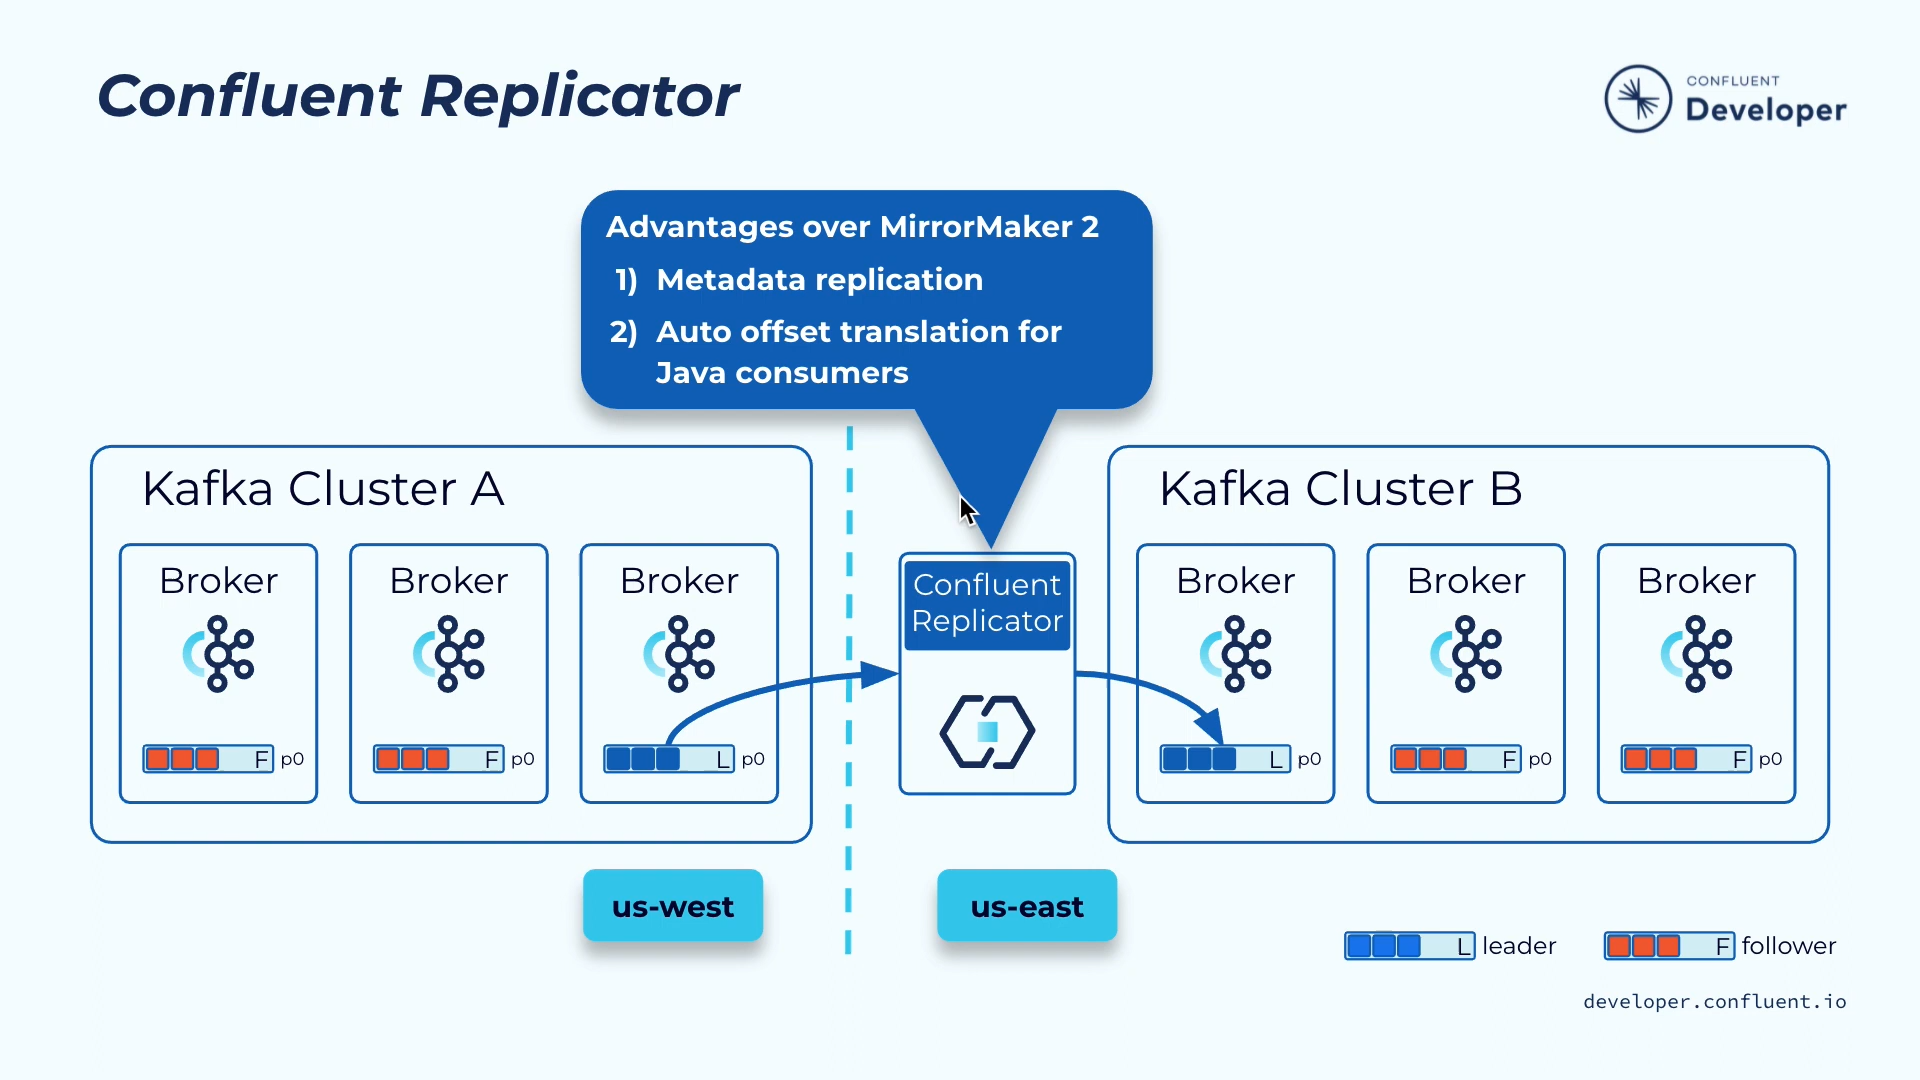 Confluent Replicator
CONFLUENT
Developer
Advantages over MirrorMaker 2
1) Metadata replication
2) Auto offset translation for
Java consumers
Kafka Cluster A
Broker
F p0
Broker
F p0
Broker
L p0
Confluent
Replicator
Kafka Cluster B
Broker
L p0
Broker
F p0
Broker
F p0
us-west
us-east
L leader
F follower
developer.confluent.io